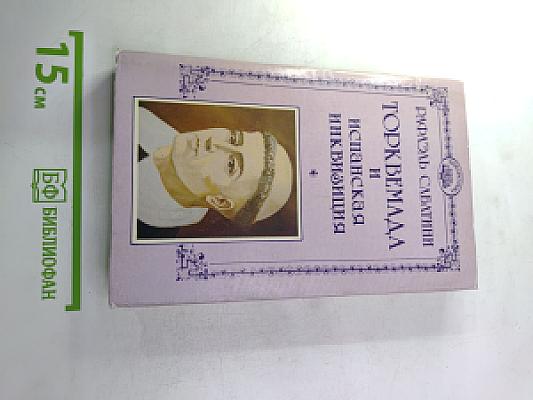 РАФАЭЛЬ САБАТИНИ
ТОРКВЕМАДА
И
ИСПАНСКАЯ
ИНКВИЗИЦИЯ
15 см
БФ БИБЛИОФАН